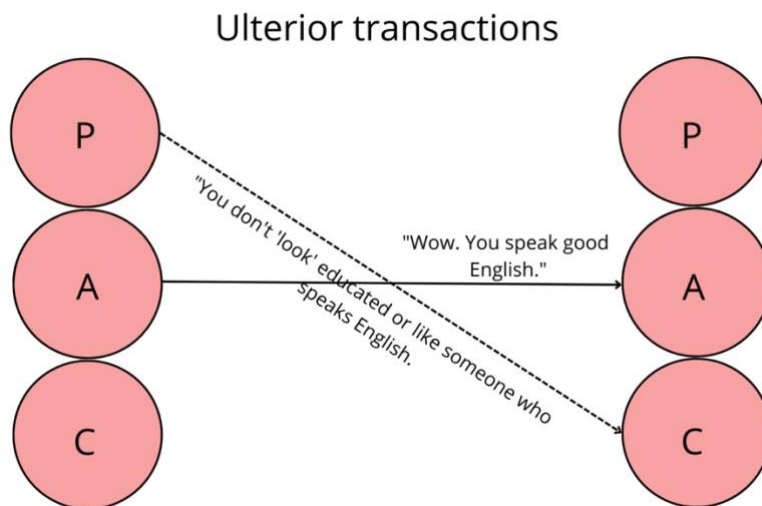 Ulterior transactions
P
P
"You don't 'look' educated or like someone who
speaks English.
"Wow. You speak good
English."
A
A
C
C